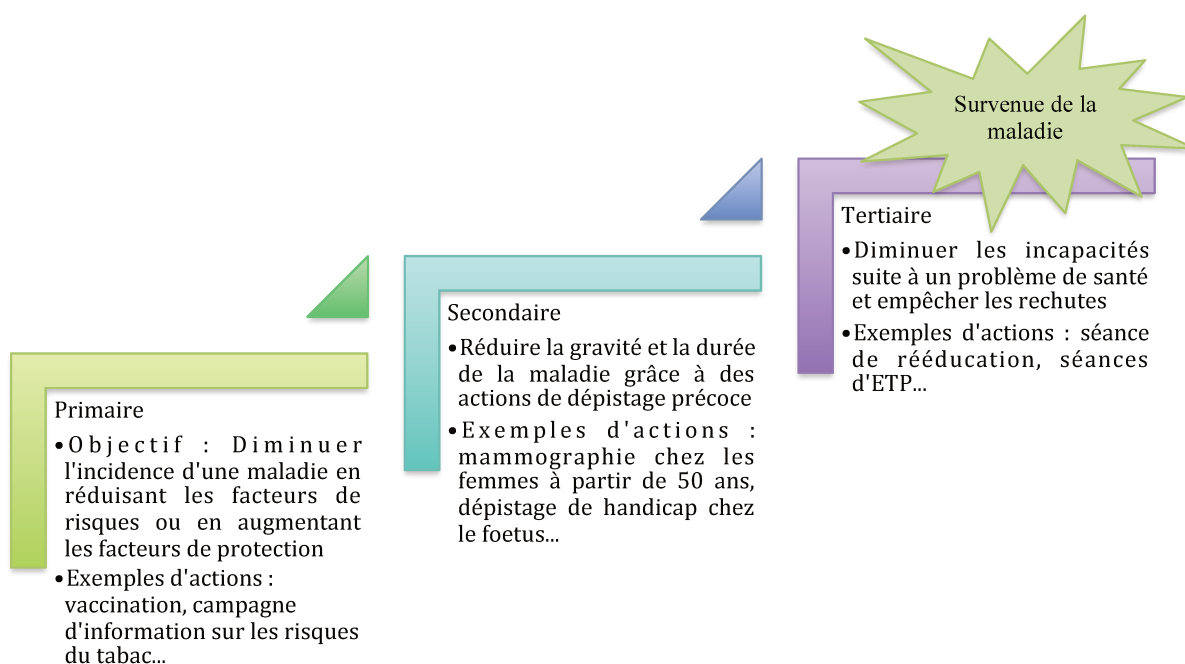 Survenue de la
maladie
Primaire
•Objectif : Diminuer
l'incidence d'une maladie en
réduisant les facteurs de
risques ou en augmentant
les facteurs de protection
•Exemples d'actions :
vaccination, campagne
d'information sur les risques
du tabac...
Secondaire
•Réduire la gravité et la durée
de la maladie grâce à des
actions de dépistage précoce
•Exemples d'actions :
mammographie chez les
femmes à partir de 50 ans,
dépistage de handicap chez
le foetus...
Tertiaire
•Diminuer les incapacités
suite à un problème de santé
et empêcher les rechutes
•Exemples d'actions : séance
de rééducation, séances
d'ETP...